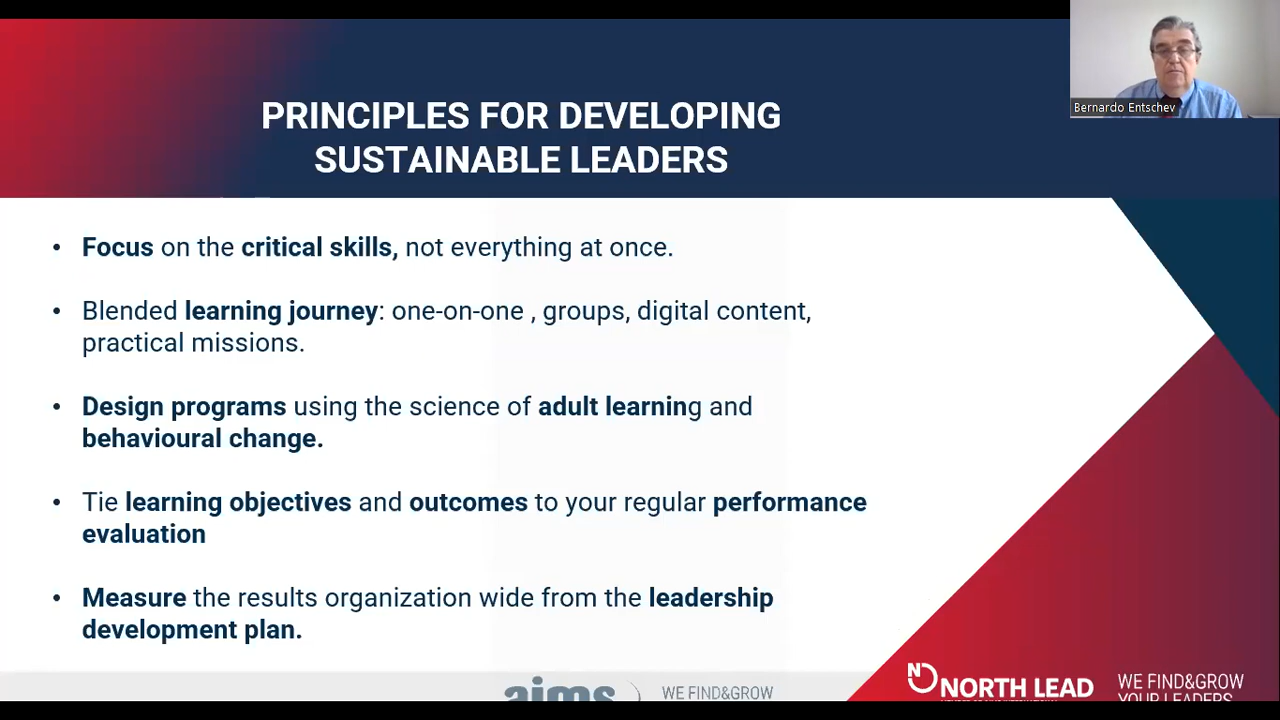 Bernardo Entschev
PRINCIPLES FOR DEVELOPING
SUSTAINABLE LEADERS
• Focus on the critical skills, not everything at once.
• Blended learning journey: one-on-one , groups, digital content,
practical missions.
• Design programs using the science of adult learning and
behavioural change.
• Tie learning objectives and outcomes to your regular performance
evaluation
• Measure the results organization wide from the leadership
development plan.
aims
WE FIND&GROW
NORTH LEAD
WE FIND&GROW
YOUR LEADERS